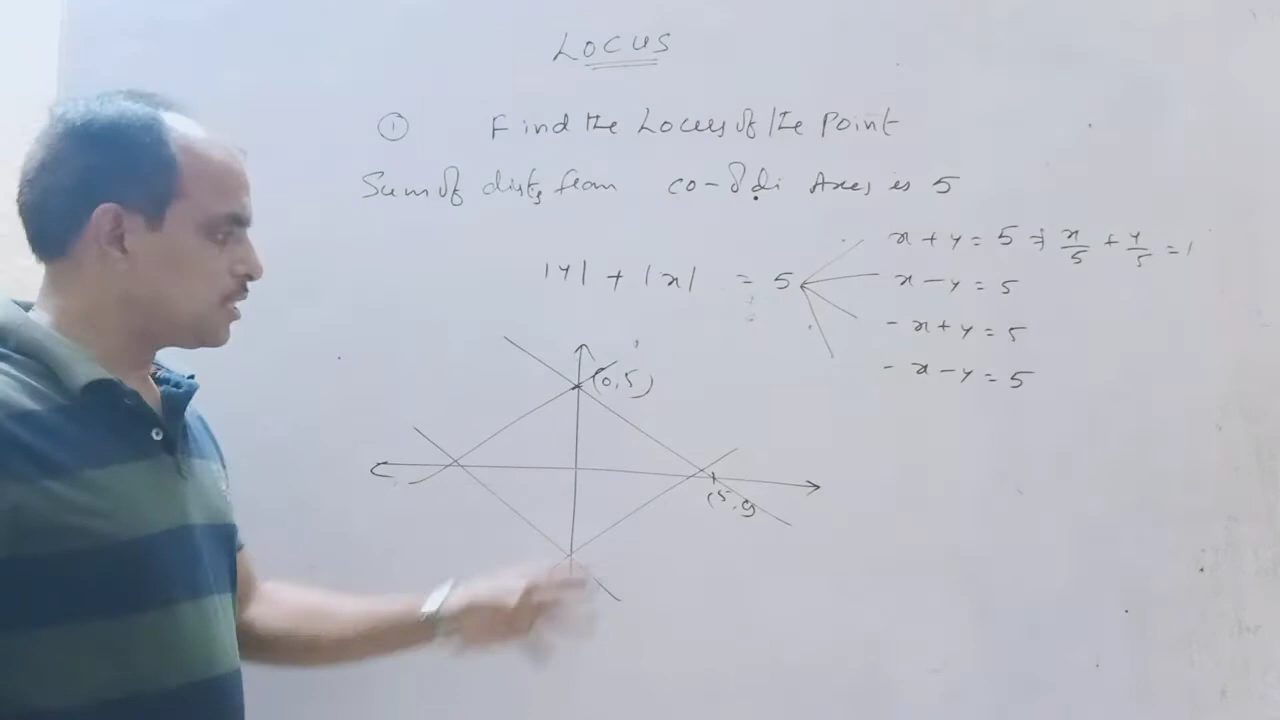 LOCUS
① Find the Locus of the Point
Sum of dists from co-ordi Axes is 5
|y| + |x| = 5
x + y = 5 ⇒ x/5 + y/5 = 1
x - y = 5
- x + y = 5
- x - y = 5
(0,5)
(5,0)